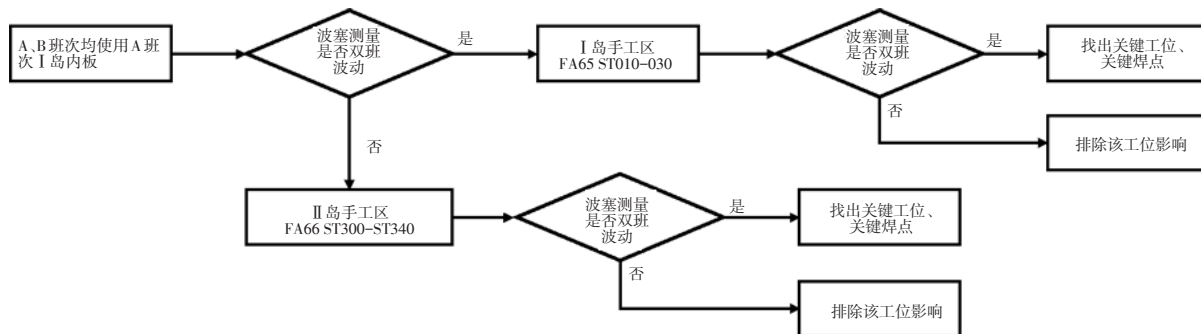 A、B班次均使用A班
次Ⅰ岛内板
波塞测量
是否双班
波动
是
Ⅰ岛手工区
FA65 ST010-030
波塞测量
是否双班
波动
是
找出关键工位、
关键焊点
否
排除该工位影响
否
Ⅱ岛手工区
FA66 ST300-ST340
波塞测量
是否双班
波动
是
找出关键工位、
关键焊点
否
排除该工位影响